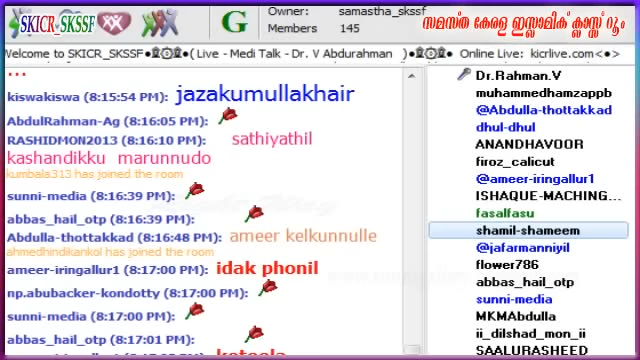 SKICR_SKSSF
G
Owner: samastha_skssf
Members 145
സമസ്ത കേരള ഇസ്ലാമിക് ക്ലാസ്സ് റൂം
Welcome to SKICR_SKSSF ( Live - Medi Talk - Dr. V Abdurahman ) Online Live: kicrlive.com
kiswakiswa (8:15:54 PM): jazakumullakhair
AbdulRahman-Ag (8:16:05 PM):
RASHIDMON2013 (8:16:10 PM): sathiyathil
kashandikku marunnudo
kumbala313 has joined the room
sunni-media (8:16:39 PM):
abbas_hail_otp (8:16:39 PM):
Abdulla-thottakkad (8:16:48 PM): ameer kelkunnulle
ahmedhindikankol has joined the room
ameer-iringallur1 (8:17:00 PM): idak phonil
np.abubacker-kondotty (8:17:00 PM):
sunni-media (8:17:00 PM):
abbas_hail_otp (8:17:01 PM):
Dr.Rahman.V
muhammedhamzappb
@Abdulla-thottakkad
dhul-dhul
ANANDHAVOOR
firoz_calicut
@ameer-iringallur1
ISHAQUE-MACHING...
fasalfasu
shamil-shameem
@jafarmanniyil
flower786
abbas_hail_otp
sunni-media
MKMAbdulla
ii_dilshad_mon_ii
SAALURASHEED